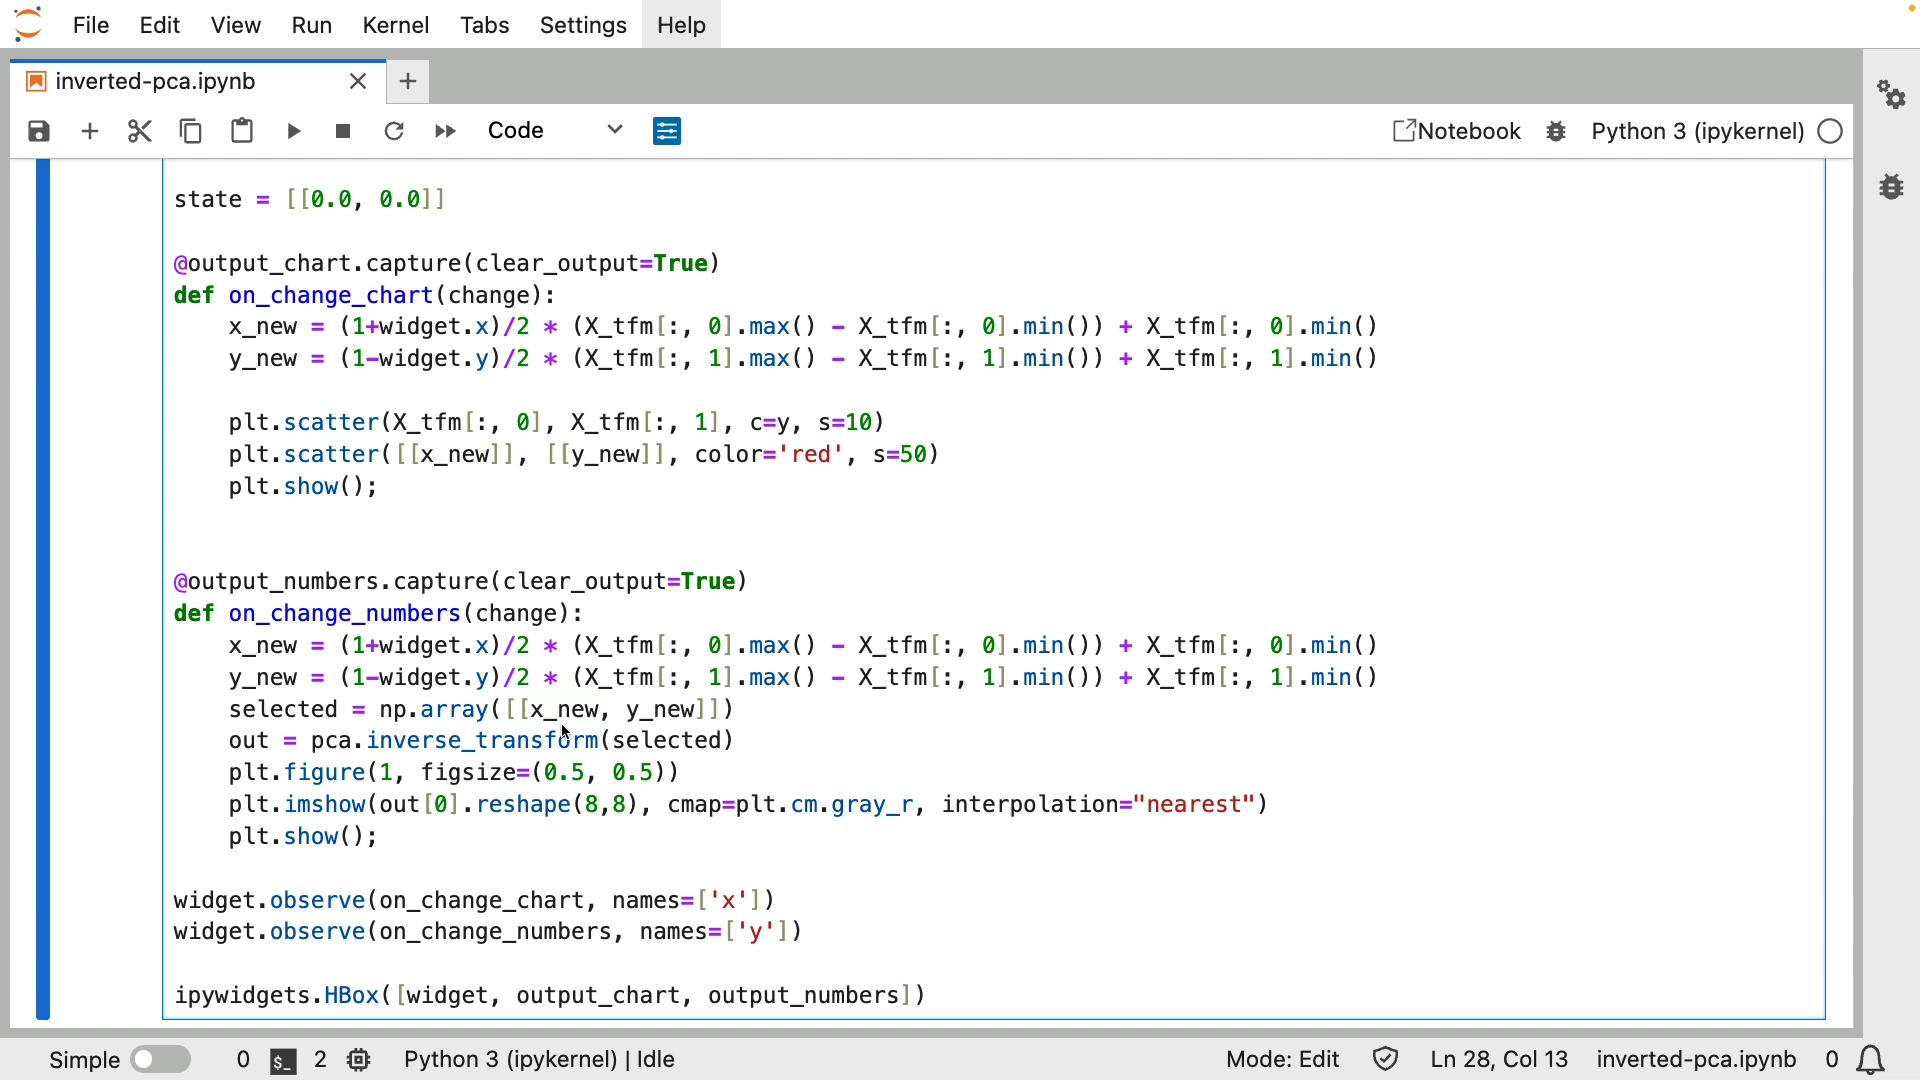 File Edit View Run Kernel Tabs Settings Help
inverted-pca.ipynb
Code Notebook Python 3 (ipykernel)
state = [[0.0, 0.0]]
@output_chart.capture(clear_output=True)
def on_change_chart(change):
    x_new = (1+widget.x)/2 * (X_tfm[:, 0].max() - X_tfm[:, 0].min()) + X_tfm[:, 0].min()
    y_new = (1-widget.y)/2 * (X_tfm[:, 1].max() - X_tfm[:, 1].min()) + X_tfm[:, 1].min()
    plt.scatter(X_tfm[:, 0], X_tfm[:, 1], c=y, s=10)
    plt.scatter([[x_new]], [[y_new]], color='red', s=50)
    plt.show();
@output_numbers.capture(clear_output=True)
def on_change_numbers(change):
    x_new = (1+widget.x)/2 * (X_tfm[:, 0].max() - X_tfm[:, 0].min()) + X_tfm[:, 0].min()
    y_new = (1-widget.y)/2 * (X_tfm[:, 1].max() - X_tfm[:, 1].min()) + X_tfm[:, 1].min()
    selected = np.array([[x_new, y_new]])
    out = pca.inverse_transform(selected)
    plt.figure(1, figsize=(0.5, 0.5))
    plt.imshow(out[0].reshape(8,8), cmap=plt.cm.gray_r, interpolation="nearest")
    plt.show();
widget.observe(on_change_chart, names=['x'])
widget.observe(on_change_numbers, names=['y'])
ipywidgets.HBox([widget, output_chart, output_numbers])
Simple 0 $_ 2 Python 3 (ipykernel) | Idle Mode: Edit Ln 28, Col 13 inverted-pca.ipynb 0